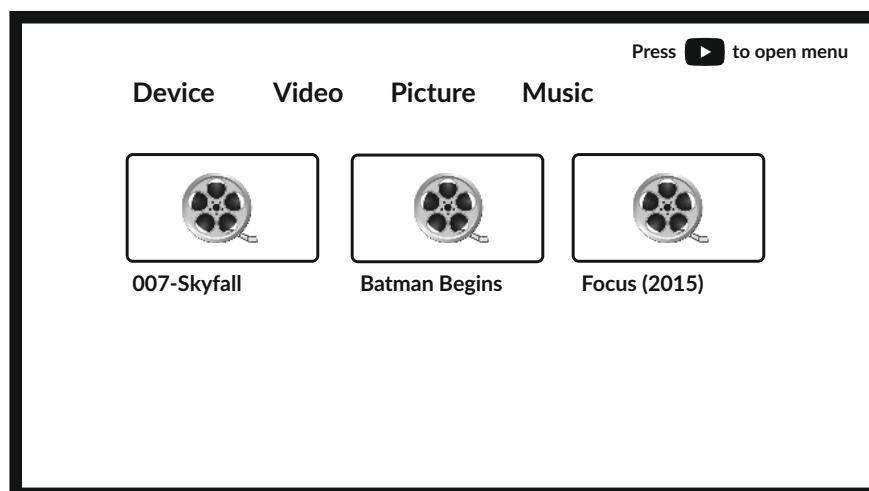 Press to open menu
Device Video Picture Music
007-Skyfall Batman Begins Focus (2015)